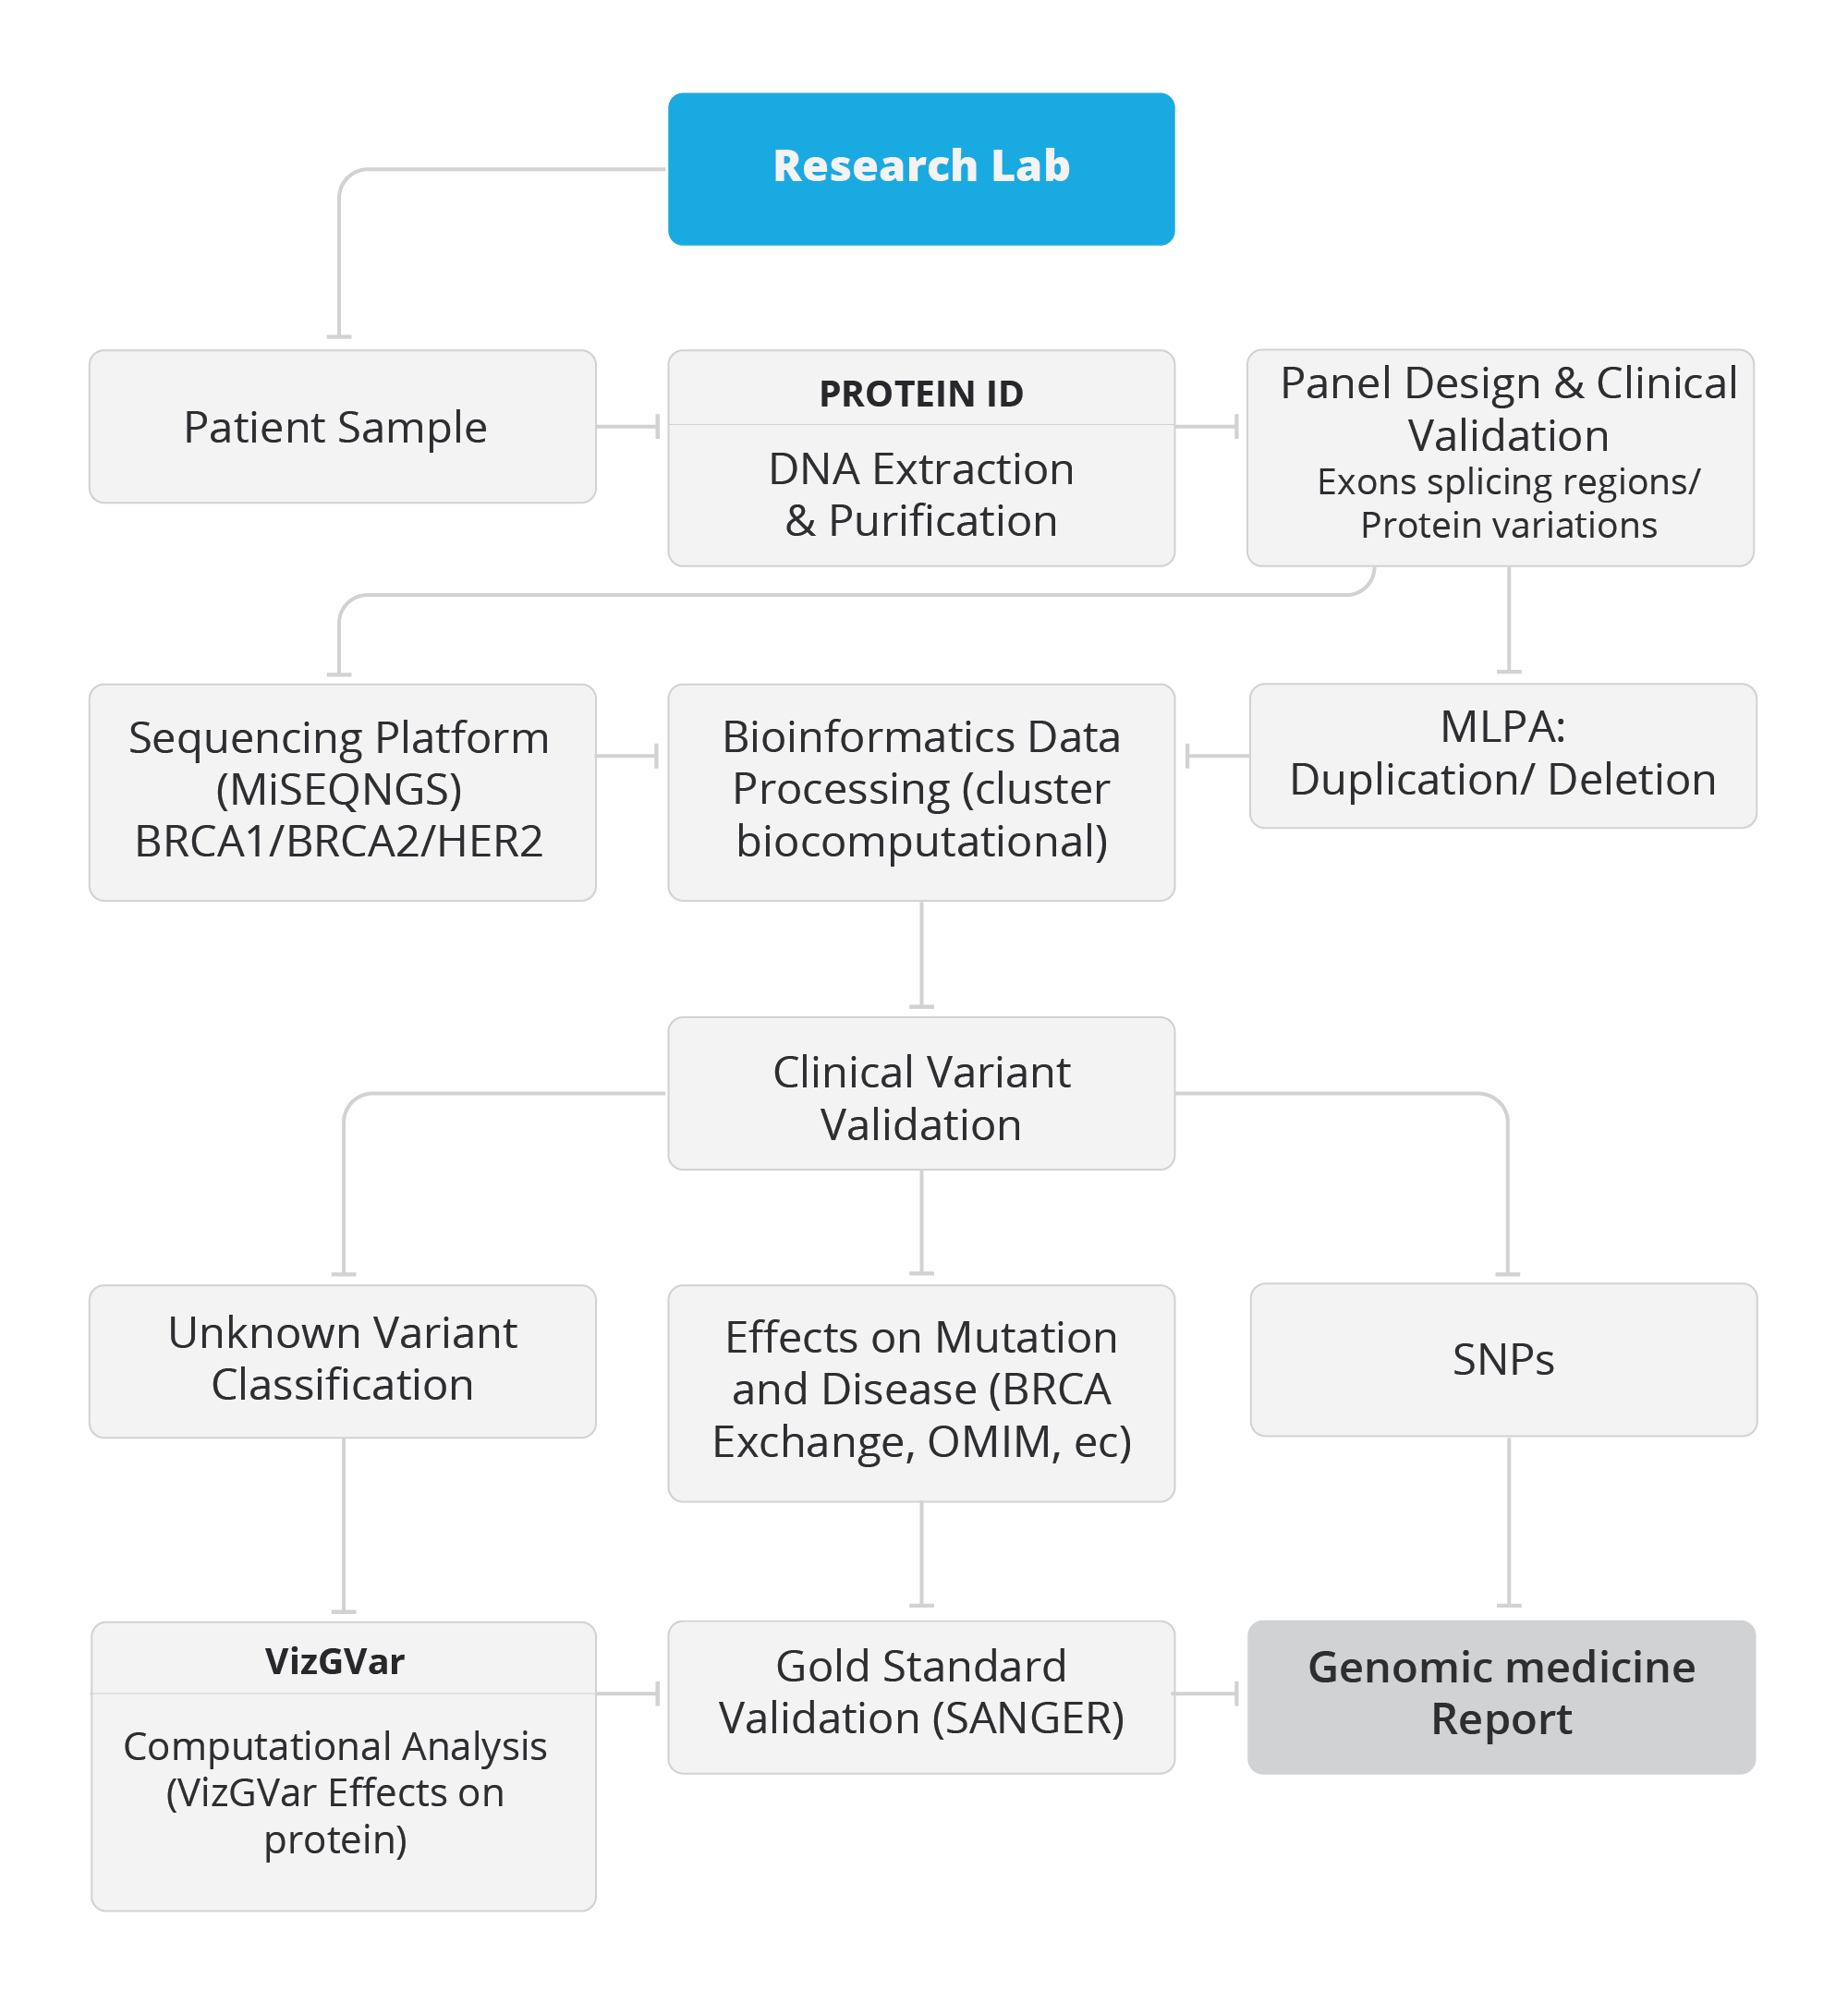 Research Lab
Patient Sample
PROTEIN ID
DNA Extraction
& Purification
Panel Design & Clinical
Validation
Exons splicing regions/
Protein variations
Sequencing Platform
(MiSEQNGS)
BRCA1/BRCA2/HER2
Bioinformatics Data
Processing (cluster
biocomputational)
MLPA:
Duplication/ Deletion
Clinical Variant
Validation
Unknown Variant
Classification
Effects on Mutation
and Disease (BRCA
Exchange, OMIM, ec)
SNPs
VizGVar
Computational Analysis
(VizGVar Effects on
protein)
Gold Standard
Validation (SANGER)
Genomic medicine
Report